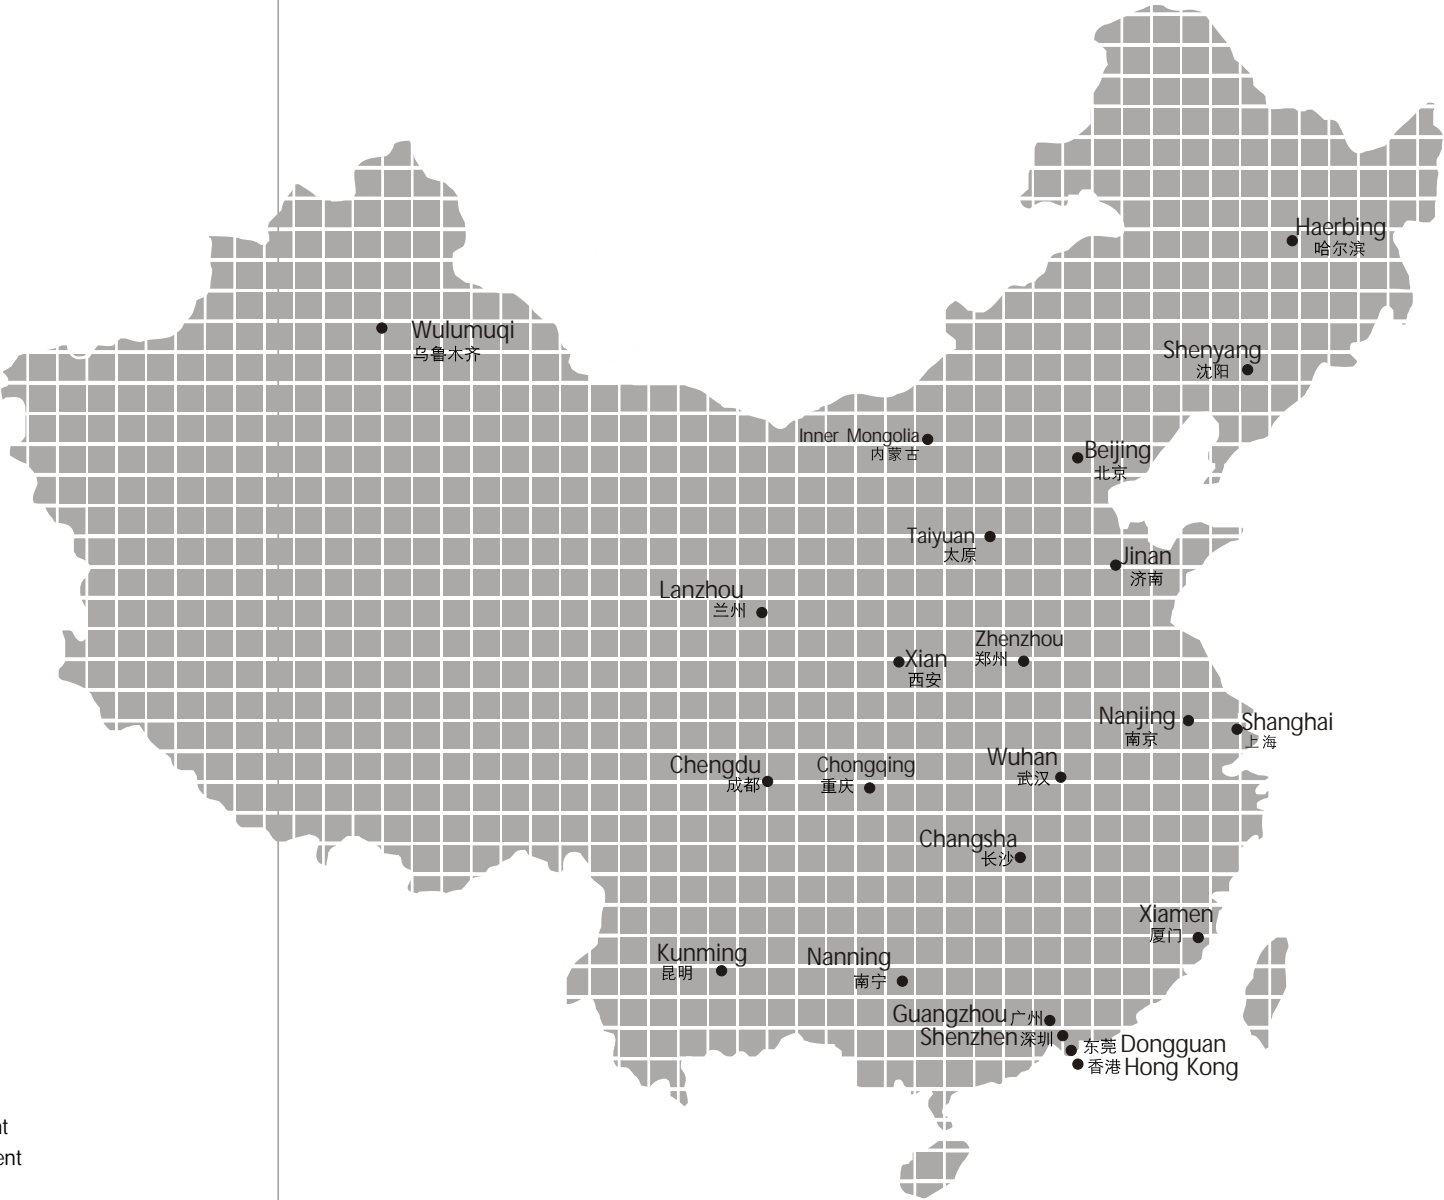 Haerbing
哈尔滨
Wulumuqi
乌鲁木齐
Shenyang
沈阳
Inner Mongolia
内蒙古
Beijing
北京
Taiyuan
太原
Jinan
济南
Lanzhou
兰州
Zhenzhou
郑州
Xian
西安
Nanjing
南京
Shanghai
上海
Wuhan
武汉
Chengdu
成都
Chongqing
重庆
Changsha
长沙
Xiamen
厦门
Kunming
昆明
Nanning
南宁
Guangzhou 广州
Shenzhen 深圳
东莞 Dongguan
香港 Hong Kong
ent